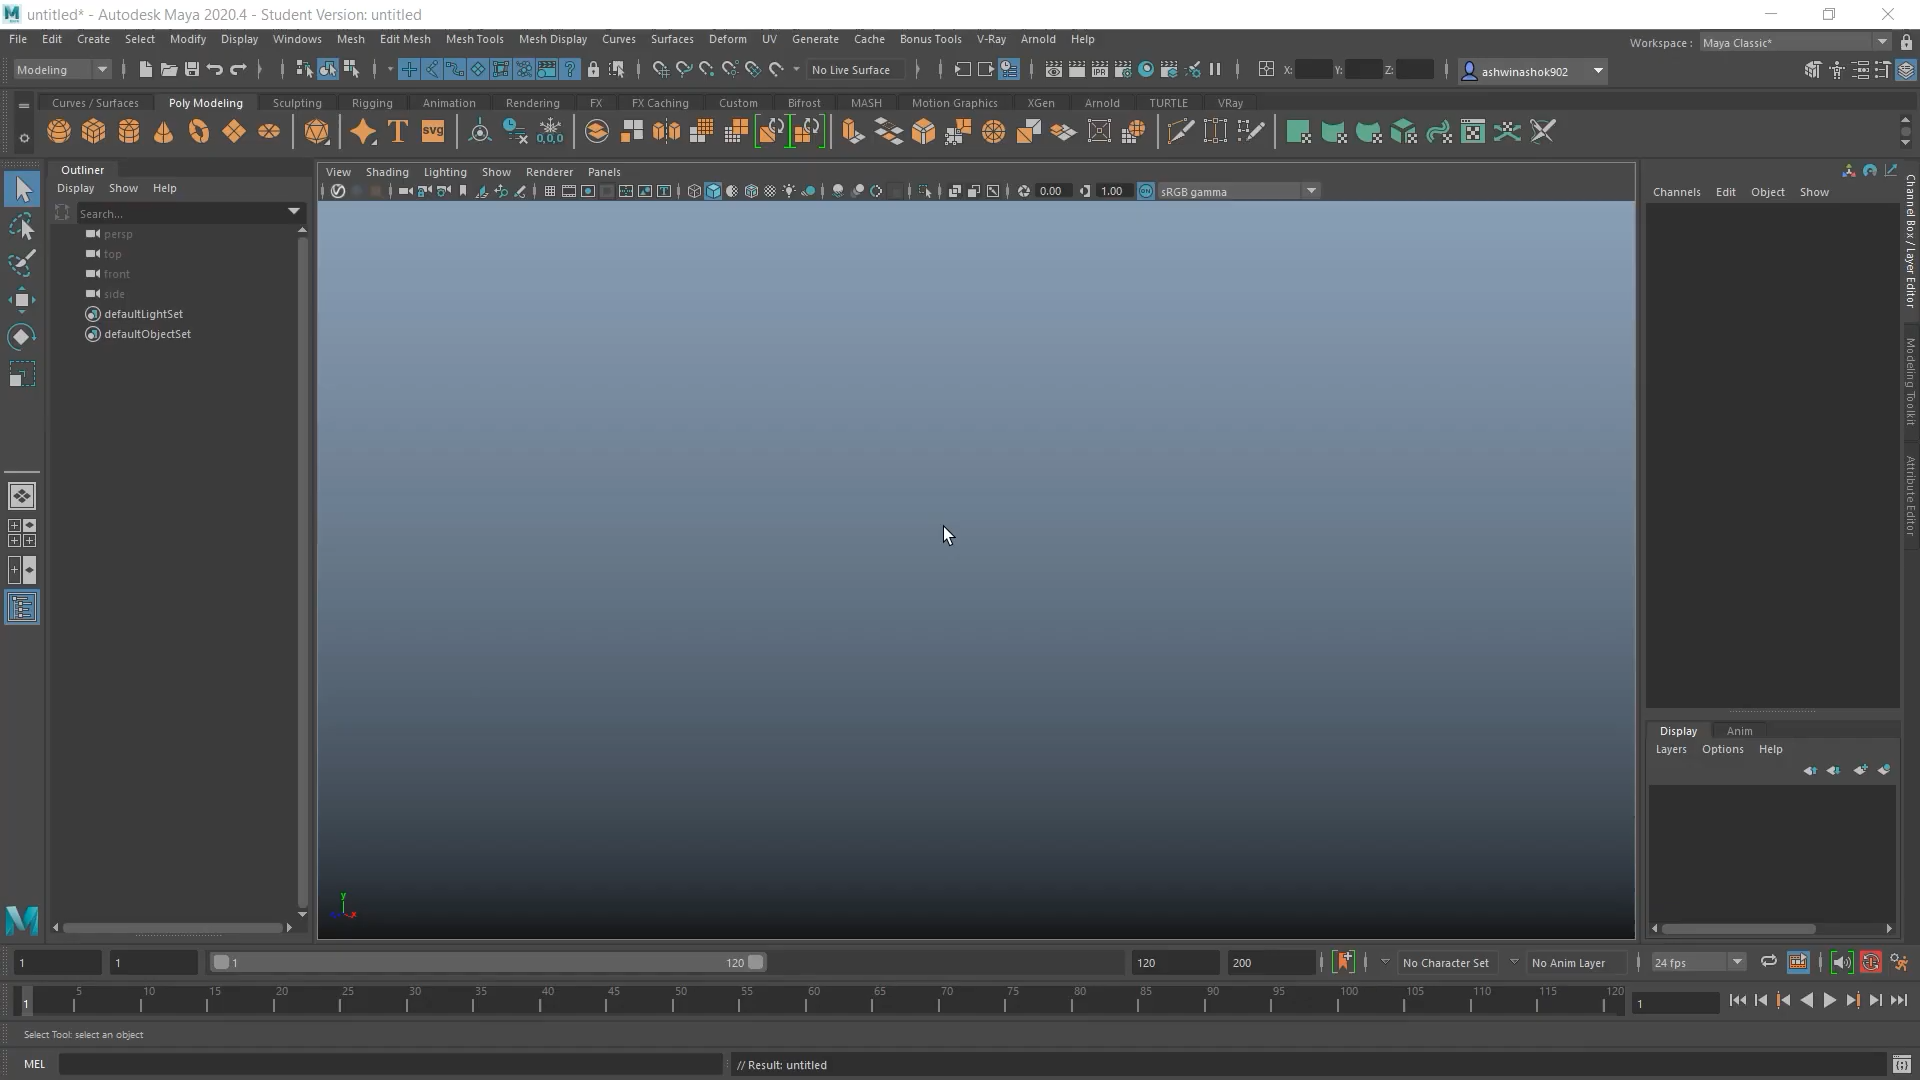 untitled* - Autodesk Maya 2020.4 - Student Version: untitled
File Edit Create Select Modify Display Windows Mesh Edit Mesh Mesh Tools Mesh Display Curves Surfaces Deform UV Generate Cache Bonus Tools V-Ray Arnold Help
Workspace : Maya Classic*
Modeling
No Live Surface
X: Y: Z:
ashwinashok902
Curves / Surfaces Poly Modeling Sculpting Rigging Animation Rendering FX FX Caching Custom Bifrost MASH Motion Graphics XGen Arnold TURTLE VRay
SVG
0,0,0
IPR
Outliner
Display Show Help
Search...
persp
top
front
side
defaultLightSet
defaultObjectSet
View Shading Lighting Show Renderer Panels
0.00 1.00 ON sRGB gamma
y
x
Channels Edit Object Show
Channel Box / Layer Editor
Modeling Toolkit
Attribute Editor
Display Anim
Layers Options Help
1 1 1 120 120 200 No Character Set No Anim Layer 24 fps
1 5 10 15 20 25 30 35 40 45 50 55 60 65 70 75 80 85 90 95 100 105 110 115 120 1
Select Tool: select an object
MEL // Result: untitled